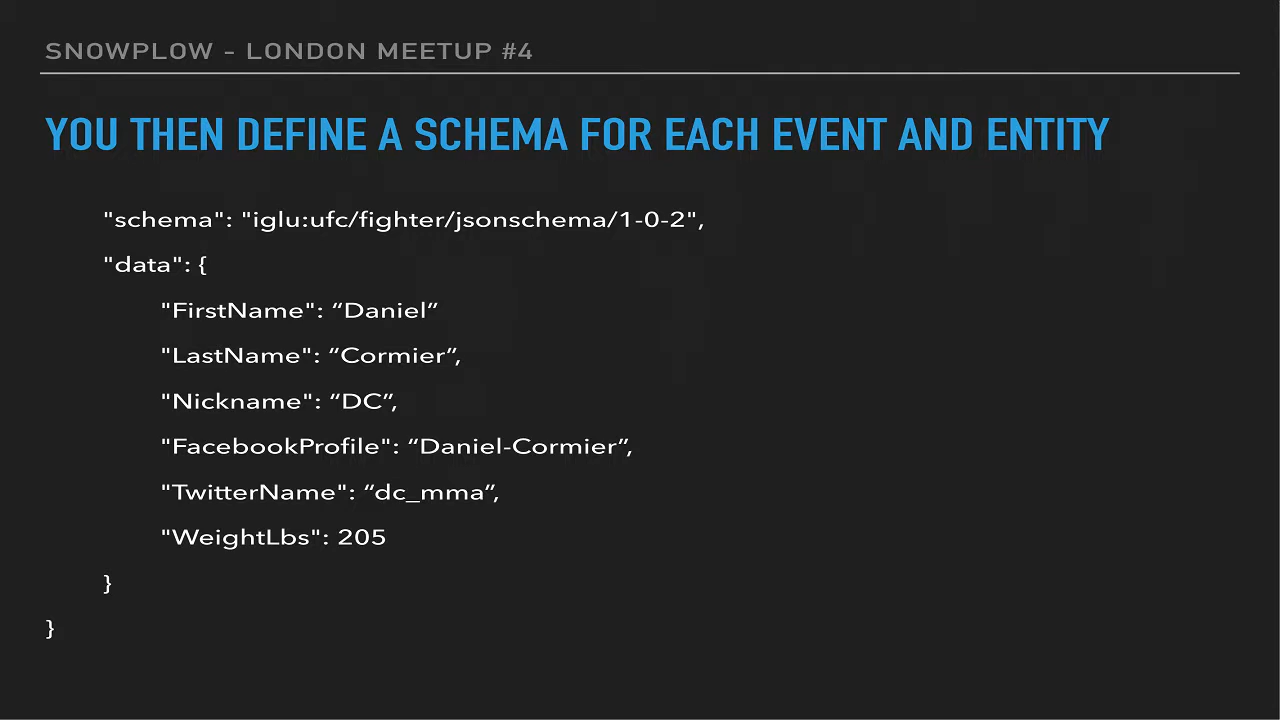 SNOWPLOW - LONDON MEETUP #4
YOU THEN DEFINE A SCHEMA FOR EACH EVENT AND ENTITY
"schema": "iglu:ufc/fighter/jsonschema/1-0-2",
"data": {
"FirstName": “Daniel”
"LastName": “Cormier”,
"Nickname": “DC”,
"FacebookProfile": “Daniel-Cormier”,
"TwitterName": “dc_mma”,
"WeightLbs": 205
}
}